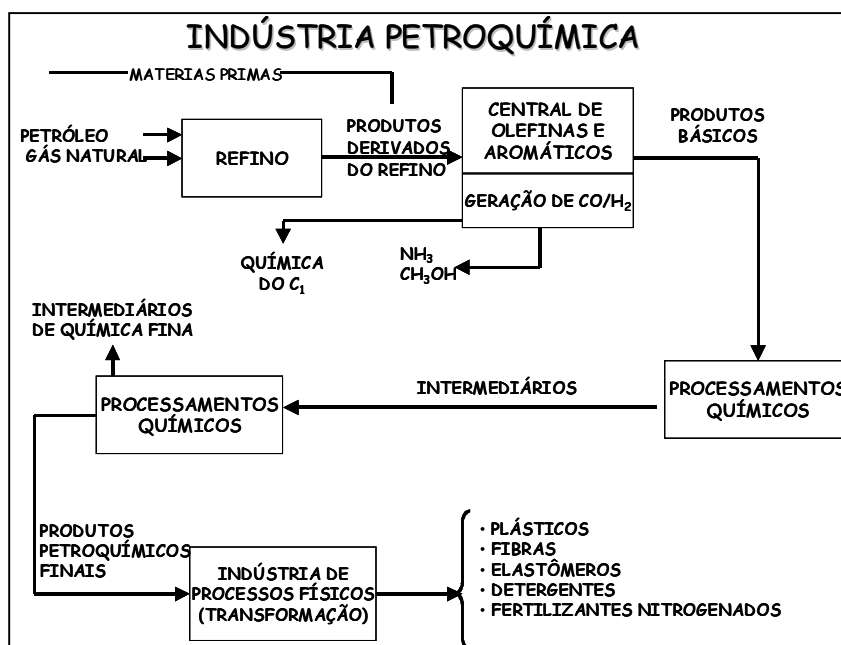 INDÚSTRIA PETROQUÍMICA
MATERIAS PRIMAS
PETRÓLEO
GÁS NATURAL
REFINO
PRODUTOS
DERIVADOS
DO REFINO
CENTRAL DE
OLEFINAS E
AROMÁTICOS
GERAÇÃO DE CO/H₂
PRODUTOS
BÁSICOS
QUÍMICA
DO C₁
NH₃
CH₃OH
INTERMEDIÁRIOS
DE QUÍMICA FINA
PROCESSAMENTOS
QUÍMICOS
INTERMEDIÁRIOS
PROCESSAMENTOS
QUÍMICOS
PRODUTOS
PETROQUÍMICOS
FINAIS
INDÚSTRIA DE
PROCESSOS FÍSICOS
(TRANSFORMAÇÃO)
• PLÁSTICOS
• FIBRAS
• ELASTÔMEROS
• DETERGENTES
• FERTILIZANTES NITROGENADOS